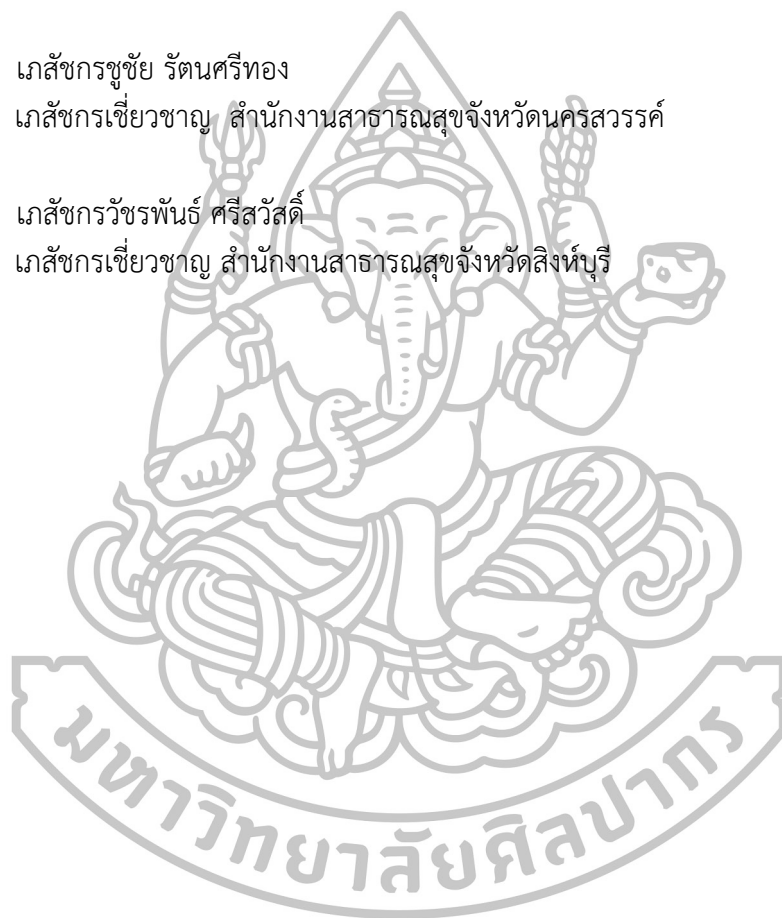 เภสัชกรชูชัย รัตนศรีทอง
เภสัชกรเชี่ยวชาญ สำนักงานสาธารณสุขจังหวัดนครสวรรค์
เภสัชกรวัชรพันธ์ ศรีสวัสดิ์
เภสัชกรเชี่ยวชาญ สำนักงานสาธารณสุขจังหวัดสิงห์บุรี
มหาวิทยาลัยศิลปากร